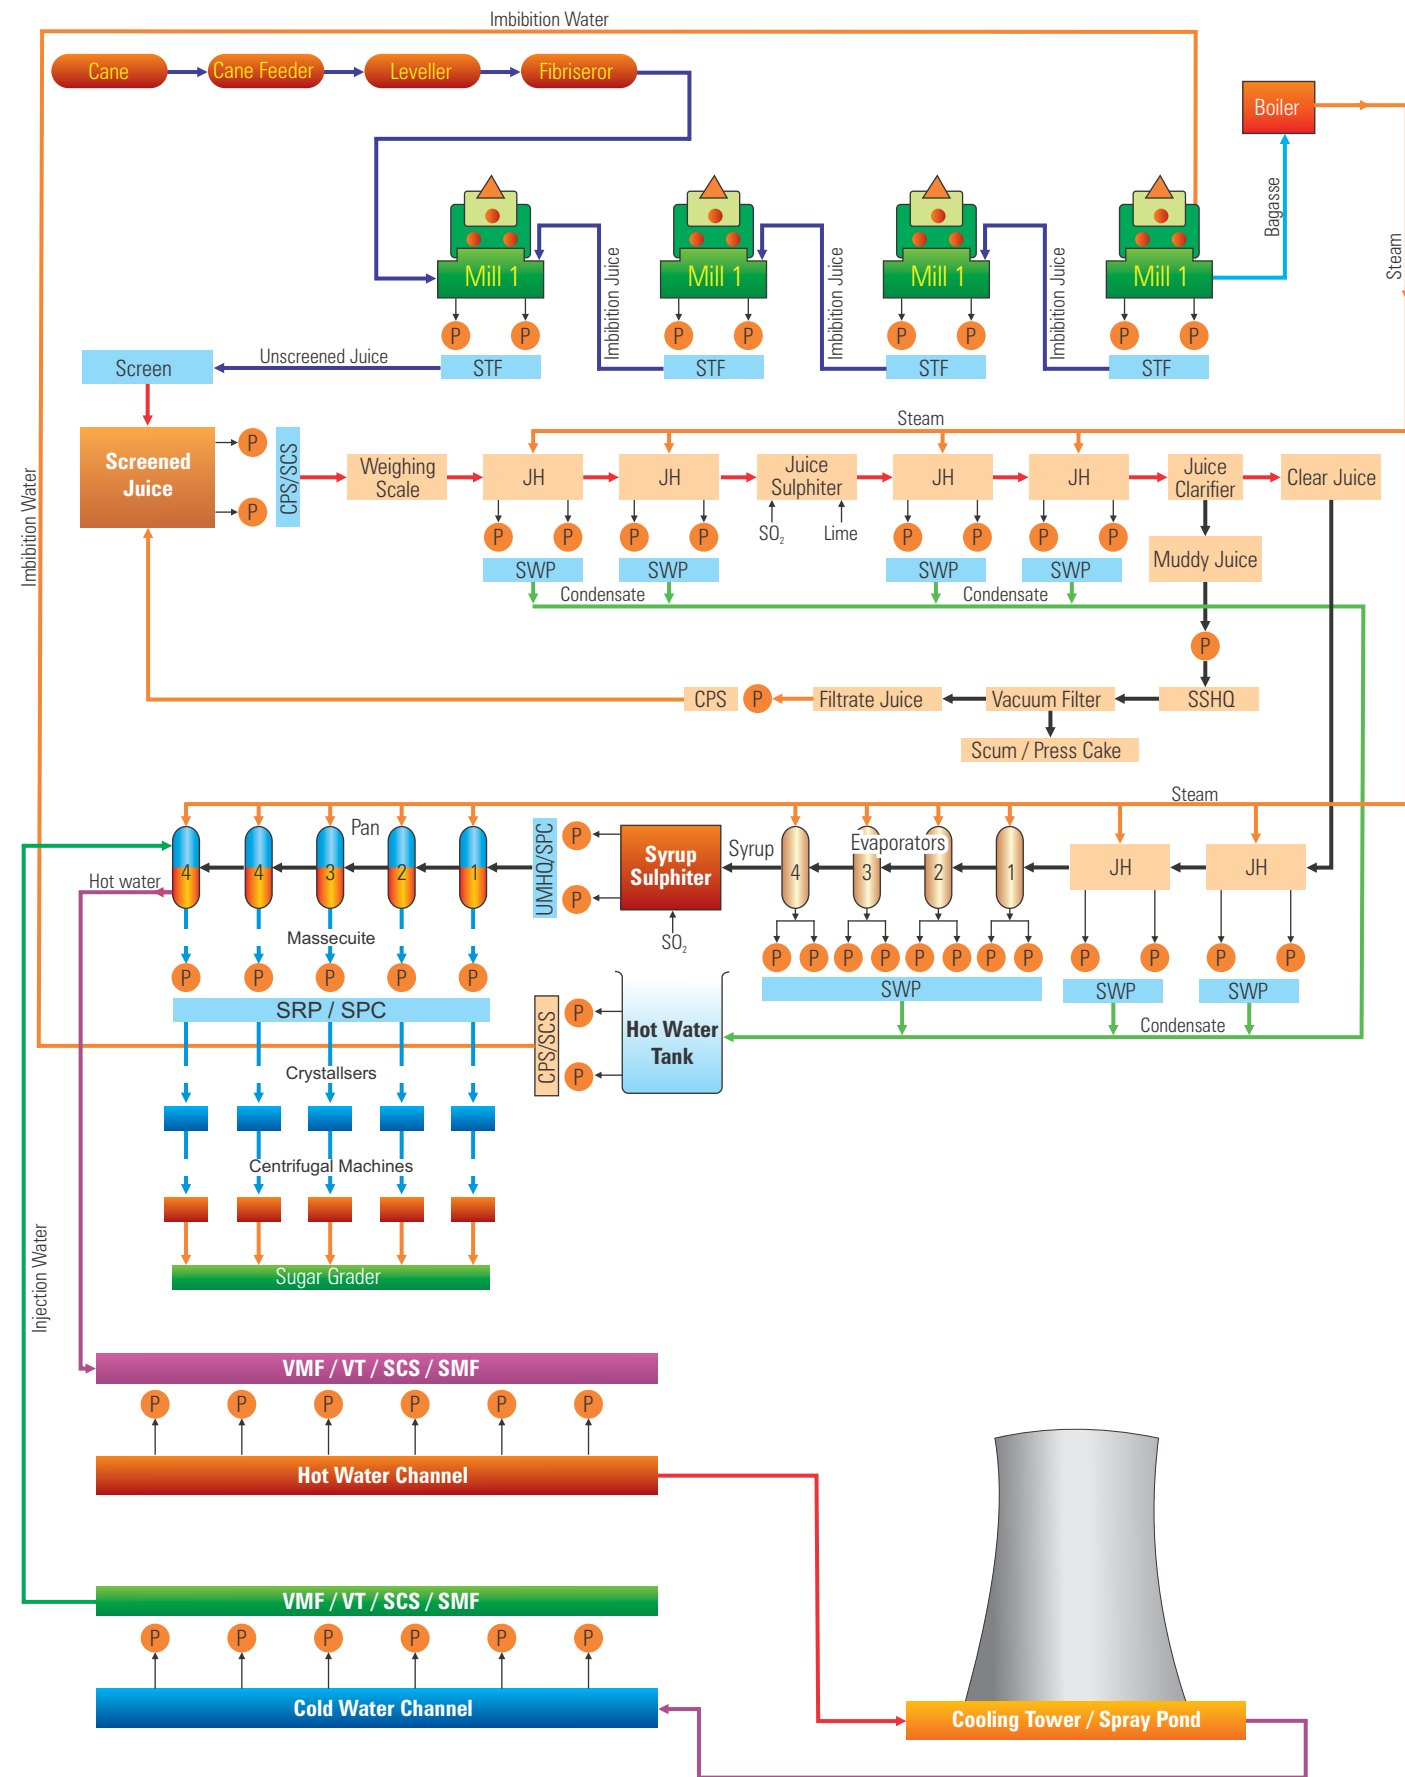 Imbibition Water
Cane
Cane Feeder
Leveller
Fibriseror
Boiler
Bagasse
Steam
Mill 1
Mill 1
Mill 1
Mill 1
Imbibition Juice
Imbibition Juice
Imbibition Juice
P P P P P P P P
Screen
Unscreened Juice
STF
STF
STF
STF
Steam
Screened
Juice
P
P
CPS/SCS
Weighing
Scale
JH
JH
Juice
Sulphiter
JH
JH
Juice
Clarifier
Clear Juice
P P P P
SO2
Lime
P P P P
SWP
SWP
SWP
SWP
Muddy Juice
Condensate
Condensate
Imbibition Water
P
CPS
P
Filtrate Juice
Vacuum Filter
SSHQ
Scum / Press Cake
Steam
Pan
4
4
3
2
1
UMHQ/SPC
P
P
Syrup
Sulphiter
SO2
Syrup
Evaporators
4
3
2
1
JH
JH
Hot water
Massecuite
P P P P P
P P P P P P P P P P P P
SRP / SPC
SWP
SWP
SWP
CPS/SCS
P
P
Hot Water
Tank
Condensate
Crystallsers
Centrifugal Machines
Sugar Grader
Injection Water
VMF / VT / SCS / SMF
P P P P P P
Hot Water Channel
VMF / VT / SCS / SMF
P P P P P P
Cold Water Channel
Cooling Tower / Spray Pond